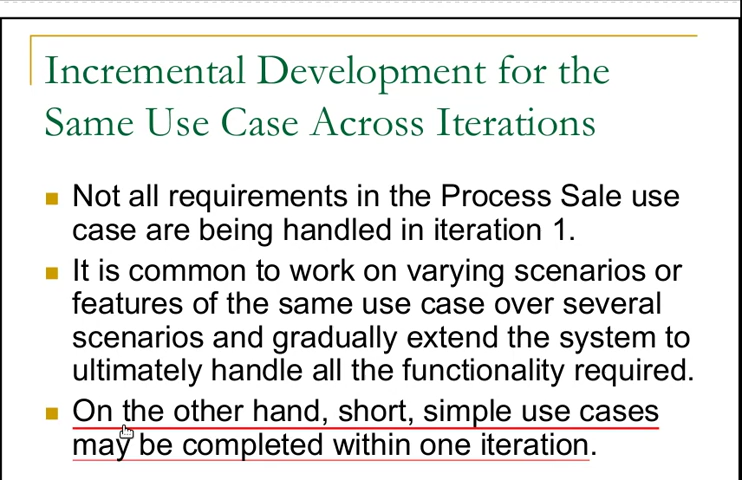 Incremental Development for the
Same Use Case Across Iterations
Not all requirements in the Process Sale use
case are being handled in iteration 1.
It is common to work on varying scenarios or
features of the same use case over several
scenarios and gradually extend the system to
ultimately handle all the functionality required.
On the other hand, short, simple use cases
may be completed within one iteration.